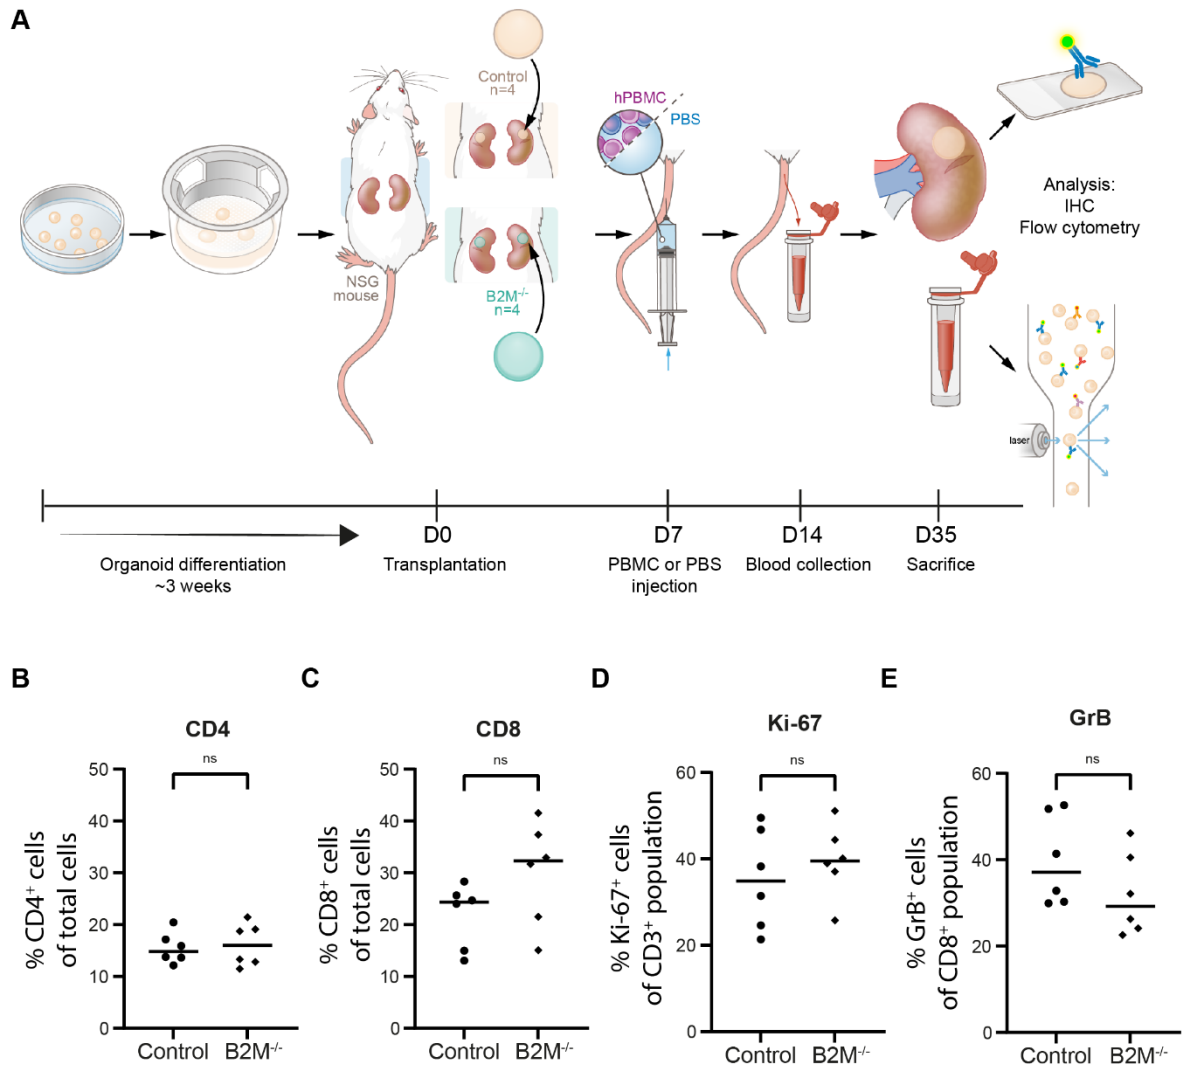 A
Control
n=4
hPBMC
PBS
NSG
mouse
B2M-/-
n=4
Analysis:
IHC
Flow cytometry
laser
D0
D7
D14
D35
Organoid differentiation
~3 weeks
Transplantation
PBMC or PBS
injection
Blood collection
Sacrifice
B
CD4
ns
% CD4+ cells
of total cells
50
40
30
20
10
0
Control
B2M-/-
C
CD8
ns
% CD8+ cells
of total cells
50
40
30
20
10
0
Control
B2M-/-
D
Ki-67
ns
% Ki-67+ cells
of CD3+ population
60
40
20
0
Control
B2M-/-
E
GrB
ns
% GrB+ cells
of CD8+ population
60
40
20
0
Control
B2M-/-